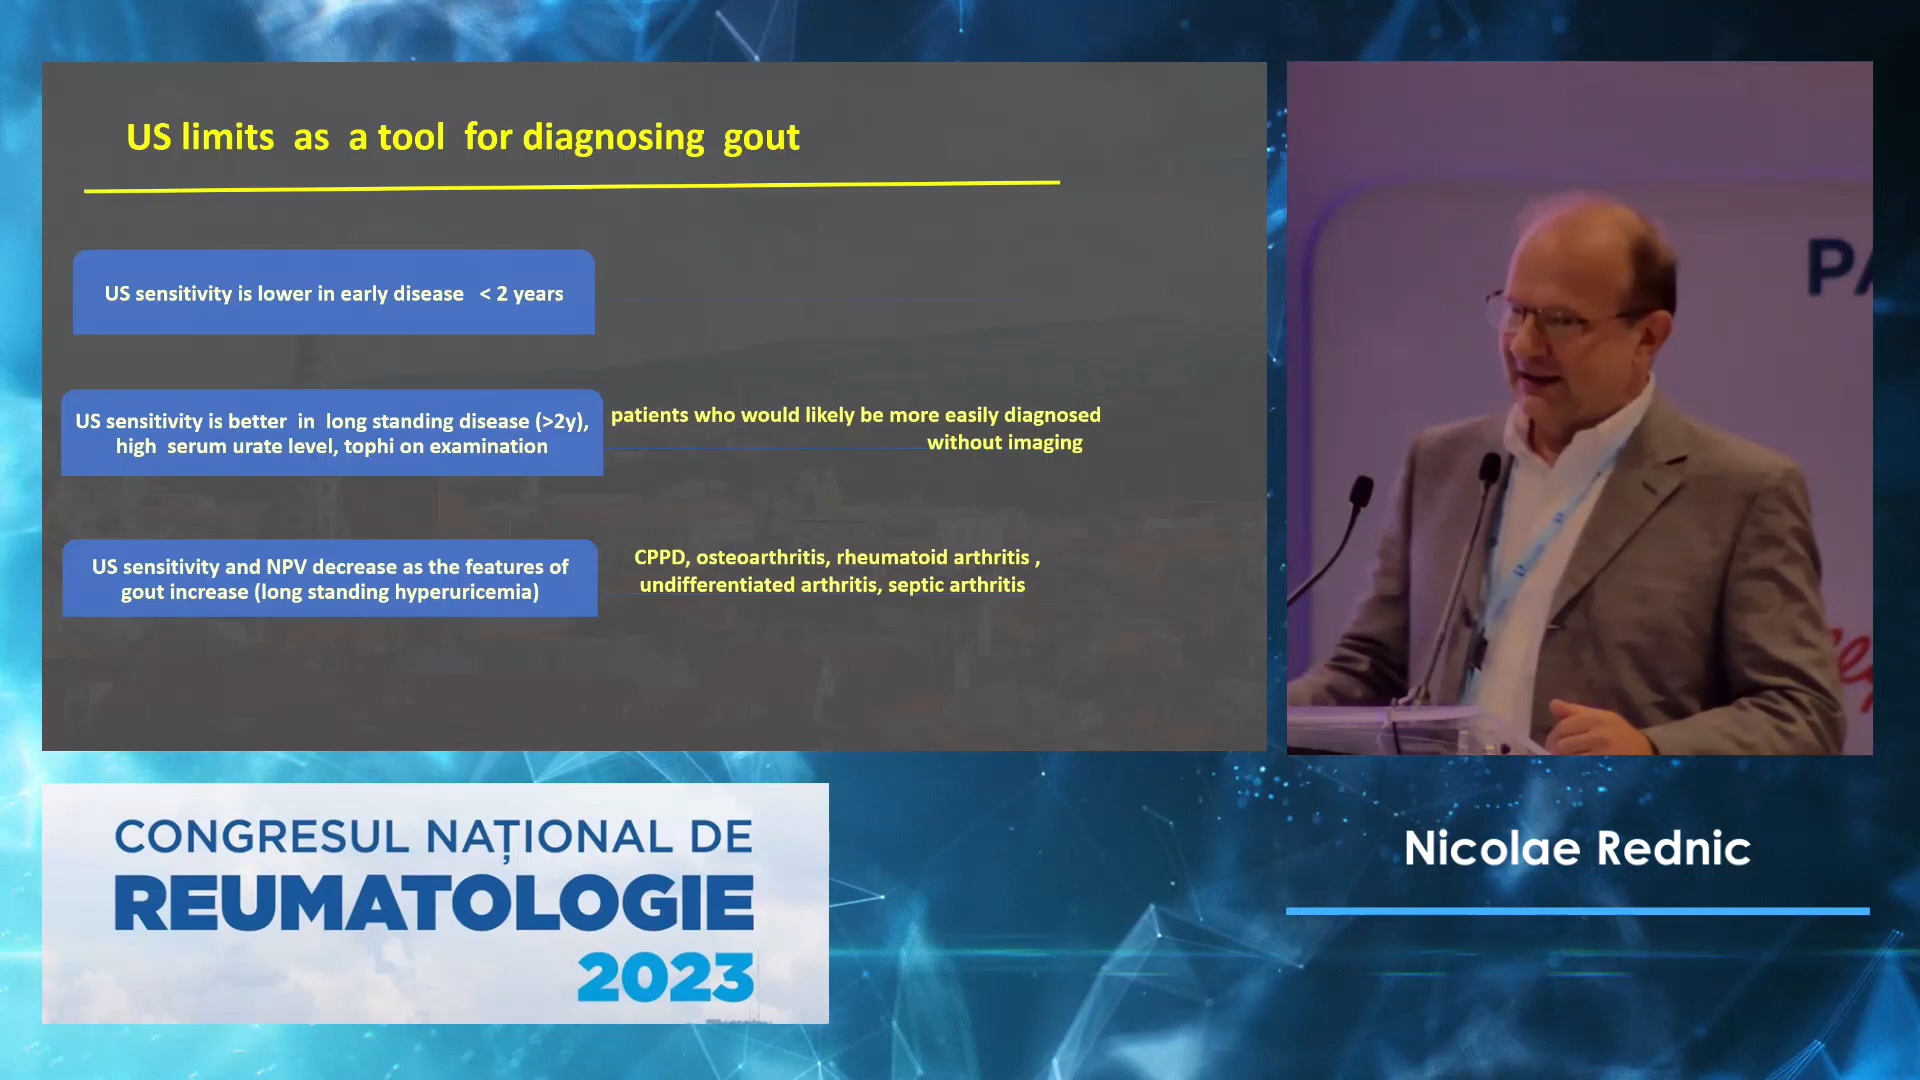 US limits as a tool for diagnosing gout
US sensitivity is lower in early disease < 2 years
US sensitivity is better in long standing disease (>2y),
high serum urate level, tophi on examination
patients who would likely be more easily diagnosed
without imaging
US sensitivity and NPV decrease as the features of
gout increase (long standing hyperuricemia)
CPPD, osteoarthritis, rheumatoid arthritis ,
undifferentiated arthritis, septic arthritis
PA
CONGRESUL NAȚIONAL DE
REUMATOLOGIE
2023
Nicolae Rednic